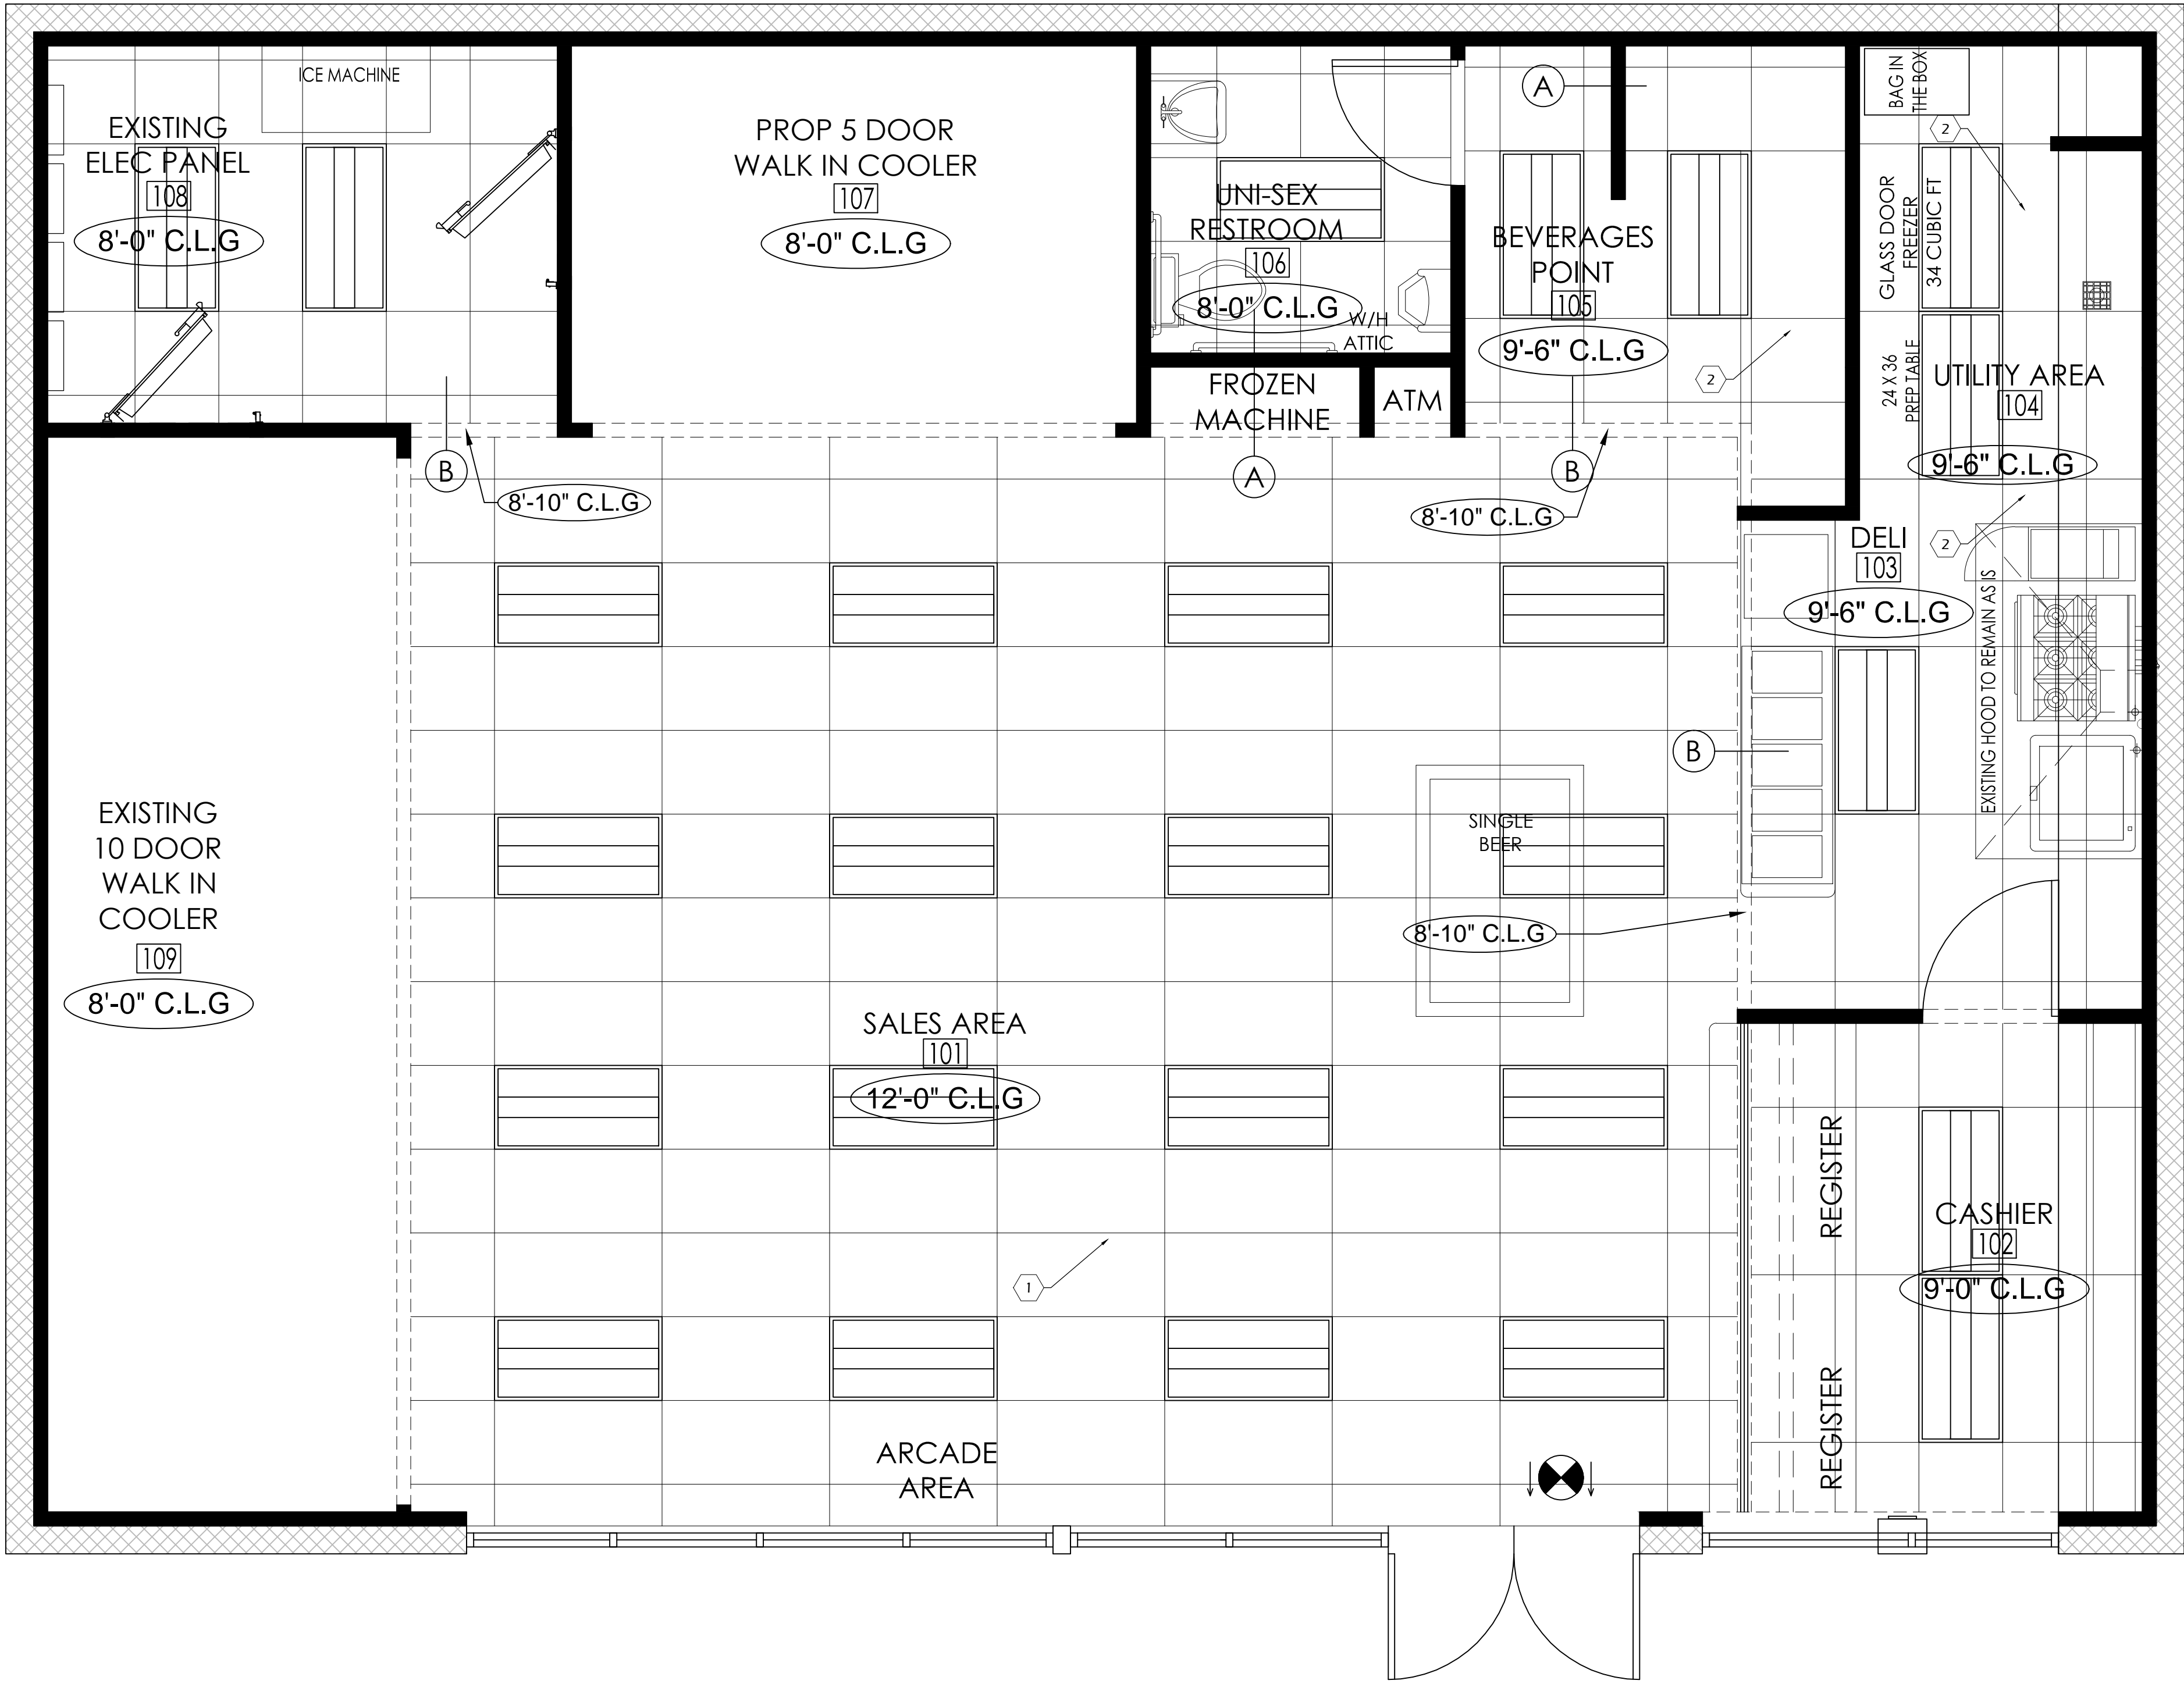 ICE MACHINE
EXISTING
ELEC PANEL
108
8'-0" C.L.G
PROP 5 DOOR
WALK IN COOLER
107
8'-0" C.L.G
UNI-SEX
RESTROOM
106
8'-0" C.L.G
W/H
ATTIC
FROZEN
MACHINE
ATM
A
BEVERAGES
POINT
105
9'-6" C.L.G
2
BAG IN
THE BOX
2
GLASS DOOR
FREEZER
34 CUBIC FT
24 X 36
PREP TABLE
UTILITY AREA
104
9'-6" C.L.G
B
8'-10" C.L.G
A
B
8'-10" C.L.G
DELI
103
9'-6" C.L.G
2
EXISTING HOOD TO REMAIN AS IS
B
SINGLE
BEER
8'-10" C.L.G
EXISTING
10 DOOR
WALK IN
COOLER
109
8'-0" C.L.G
SALES AREA
101
12'-0" C.L.G
1
REGISTER
CASHIER
102
9'-0" C.L.G
REGISTER
ARCADE
AREA